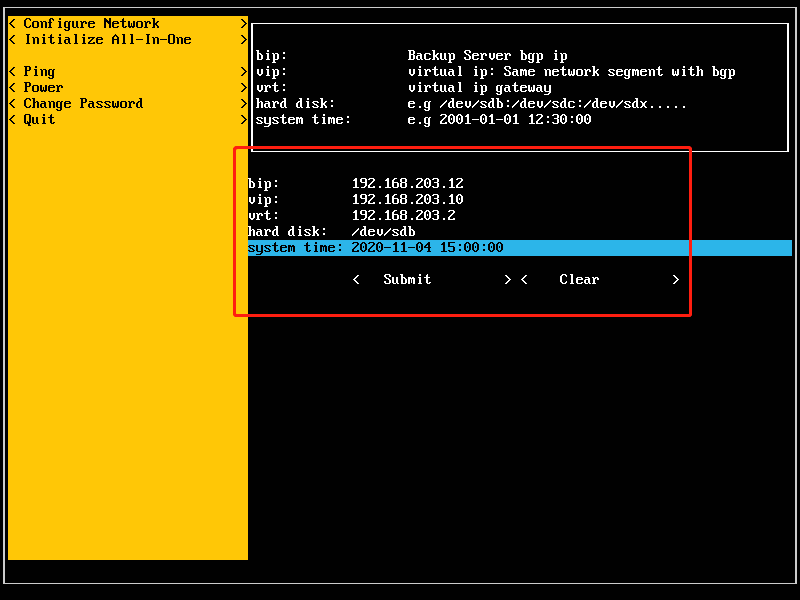 < Configure Network >
< Initialize All-In-One >
< Ping >
< Power >
< Change Password >
< Quit >
bip: Backup Server bgp ip
vip: virtual ip: Same network segment with bgp
vrt: virtual ip gateway
hard disk: e.g /dev/sdb:/dev/sdc:/dev/sdx.....
system time: e.g 2001-01-01 12:30:00
bip: 192.168.203.12
vip: 192.168.203.10
vrt: 192.168.203.2
hard disk: /dev/sdb
system time: 2020-11-04 15:00:00
< Submit > < Clear >